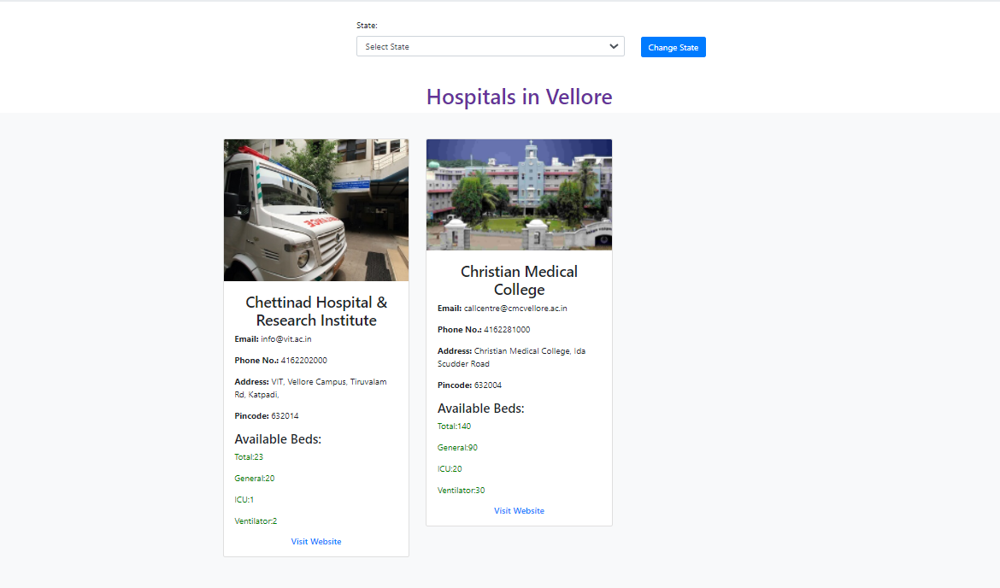 State:
Select State
Change State
Hospitals in Vellore
Chettinad Hospital &
Research Institute
Email: info@vit.ac.in
Phone No.: 4162202000
Address: VIT, Vellore Campus, Tiruvalam
Rd, Katpadi,
Pincode: 632014
Available Beds:
Total:23
General:20
ICU:1
Ventilator:2
Visit Website
Christian Medical
College
Email: callcentre@cmcvellore.ac.in
Phone No.: 4162281000
Address: Christian Medical College, Ida
Scudder Road
Pincode: 632004
Available Beds:
Total:140
General:90
ICU:20
Ventilator:30
Visit Website